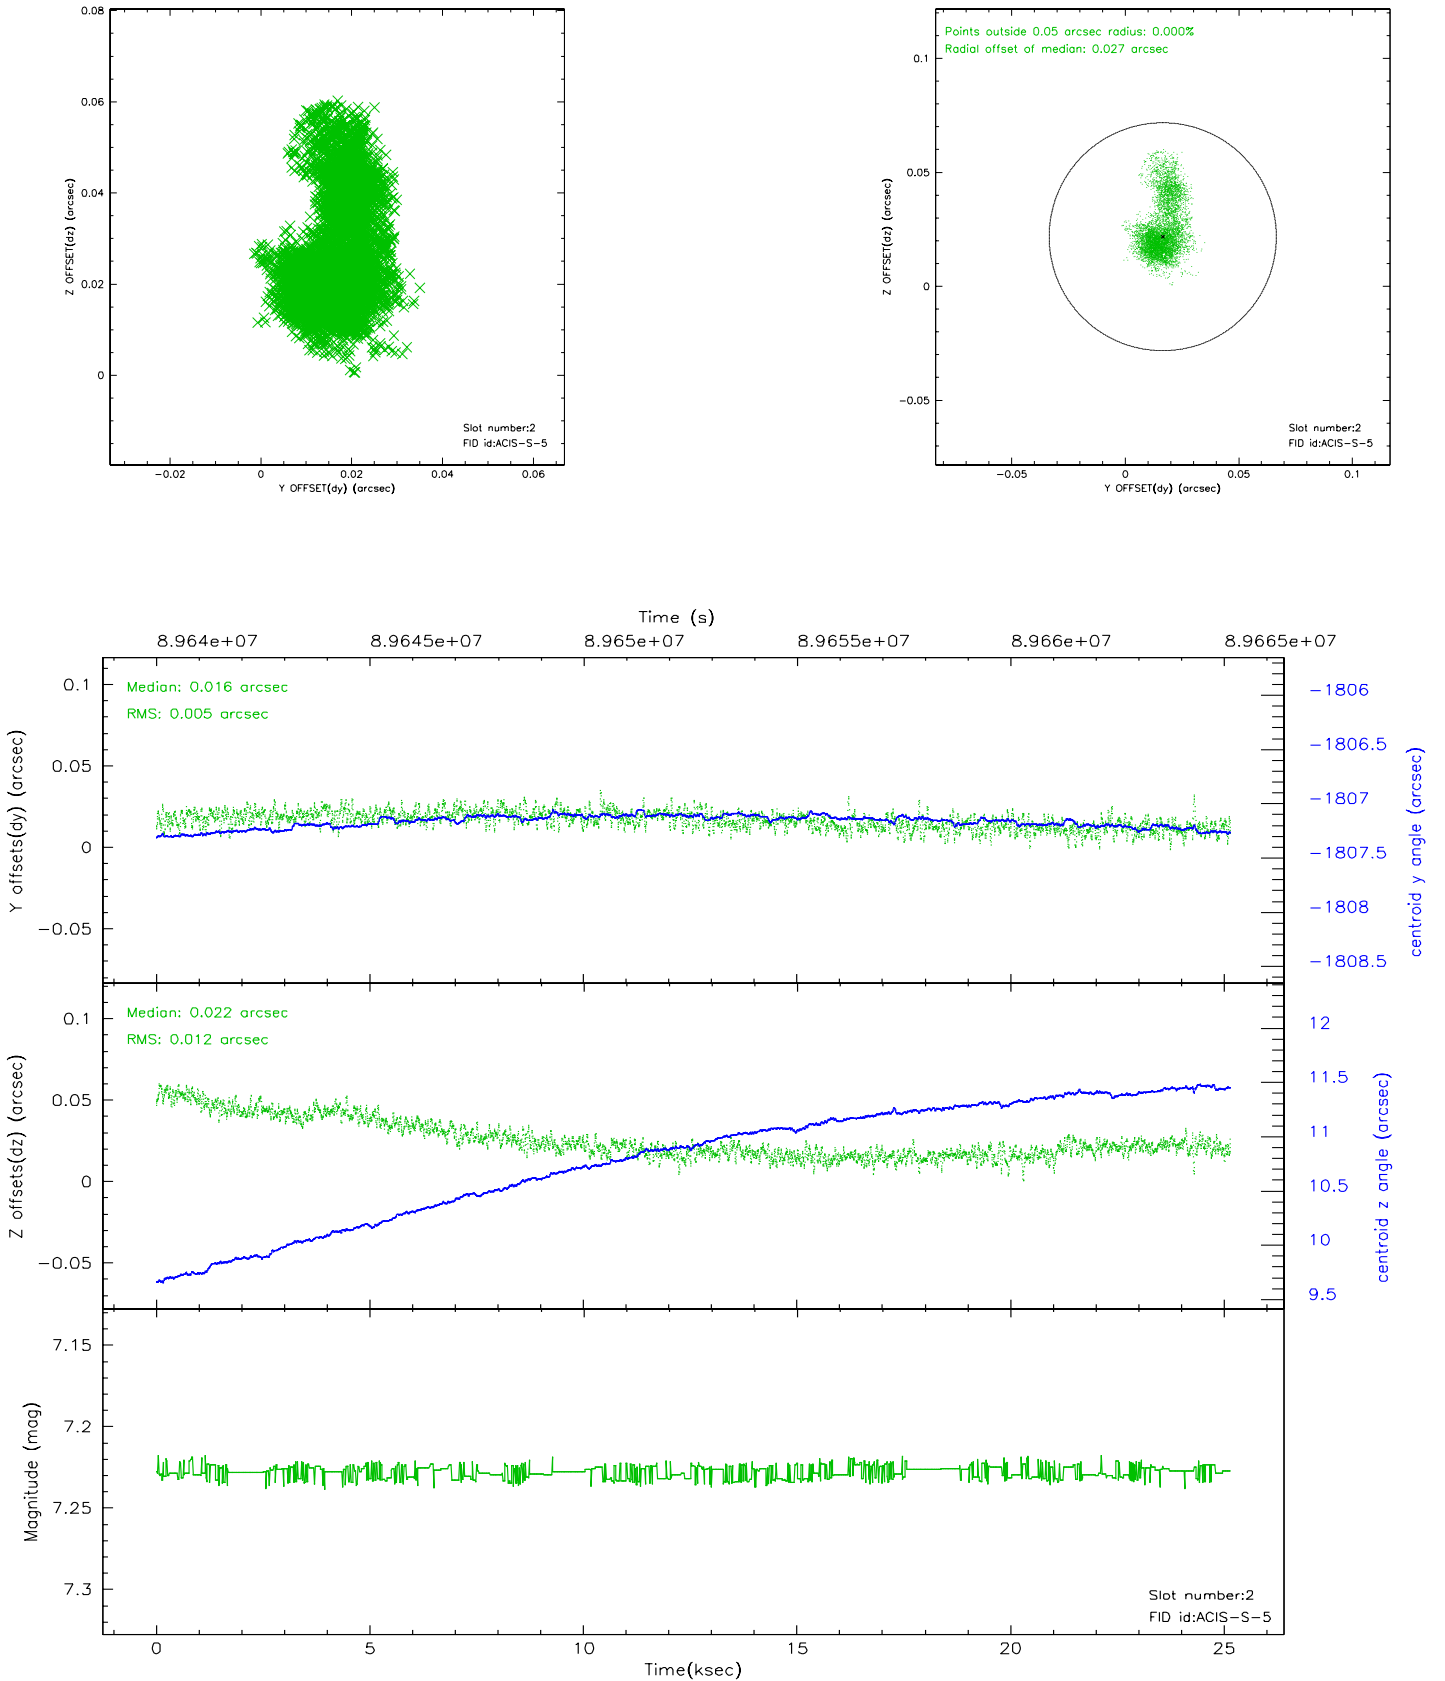 0.08
0.06
0.04
0.02
0
Z OFFSET(dz) (arcsec)
Slot number:2
FID id:ACIS-S-5
-0.02 0 0.02 0.04 0.06
Y OFFSET(dy) (arcsec)
Points outside 0.05 arcsec radius: 0.000%
Radial offset of median: 0.027 arcsec
0.1
0.05
0
-0.05
Z OFFSET(dz) (arcsec)
Slot number:2
FID id:ACIS-S-5
-0.05 0 0.05 0.1
Y OFFSET(dy) (arcsec)
Time (s)
8.964e+07 8.9645e+07 8.965e+07 8.9655e+07 8.966e+07 8.9665e+07
Median: 0.016 arcsec
RMS: 0.005 arcsec
0.1
0.05
0
-0.05
Y offsets(dy) (arcsec)
-1806
-1806.5
-1807
-1807.5
-1808
-1808.5
centroid y angle (arcsec)
Median: 0.022 arcsec
RMS: 0.012 arcsec
0.1
0.05
0
-0.05
Z offsets(dz) (arcsec)
12
11.5
11
10.5
10
9.5
centroid z angle (arcsec)
7.15
7.2
7.25
7.3
Magnitude (mag)
Slot number:2
FID id:ACIS-S-5
0 5 10 15 20 25
Time(ksec)